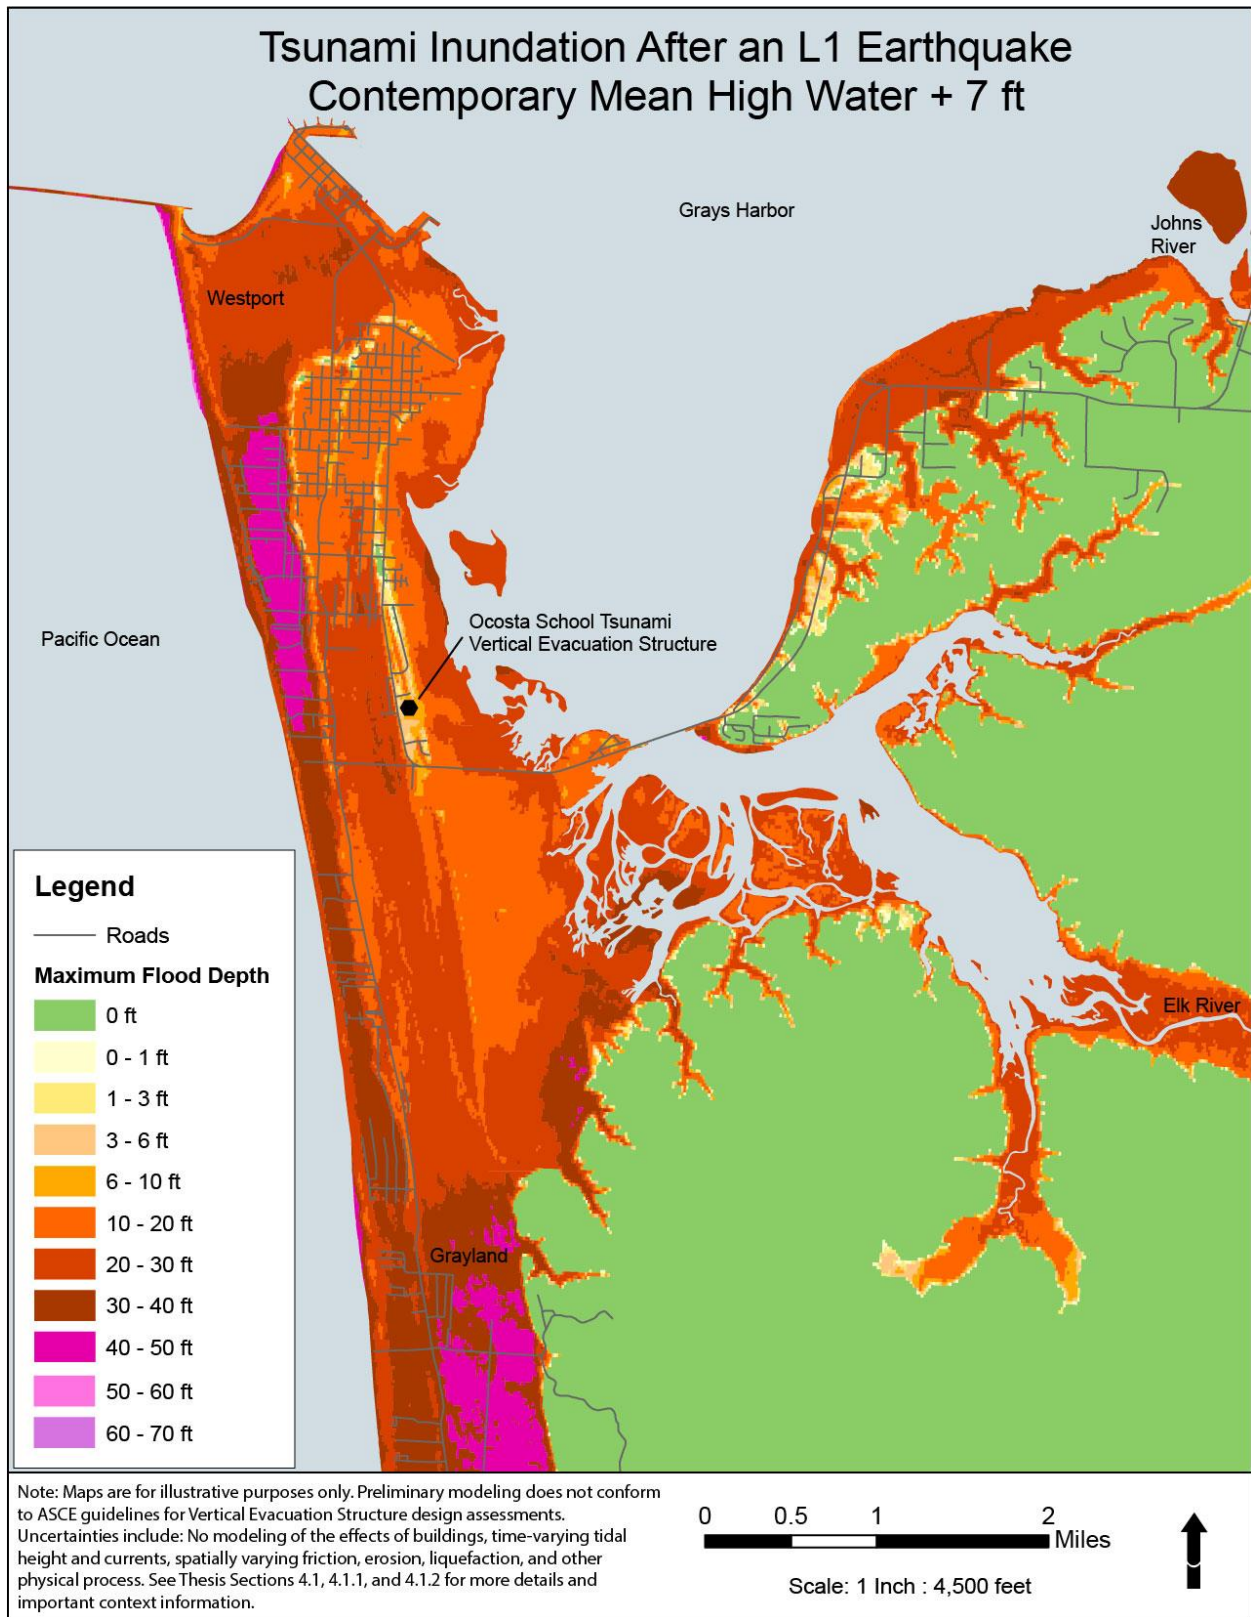 Tsunami Inundation After an L1 Earthquake
Contemporary Mean High Water + 7 ft
Grays Harbor
Johns
River
Westport
Ocosta School Tsunami
Vertical Evacuation Structure
Pacific Ocean
Elk River
Grayland
Legend
Roads
Maximum Flood Depth
0 ft
0 - 1 ft
1 - 3 ft
3 - 6 ft
6 - 10 ft
10 - 20 ft
20 - 30 ft
30 - 40 ft
40 - 50 ft
50 - 60 ft
60 - 70 ft
Note: Maps are for illustrative purposes only. Preliminary modeling does not conform
to ASCE guidelines for Vertical Evacuation Structure design assessments.
Uncertainties include: No modeling of the effects of buildings, time-varying tidal
height and currents, spatially varying friction, erosion, liquefaction, and other
physical process. See Thesis Sections 4.1, 4.1.1, and 4.1.2 for more details and
important context information.
0 0.5 1 2
Miles
Scale: 1 Inch : 4,500 feet